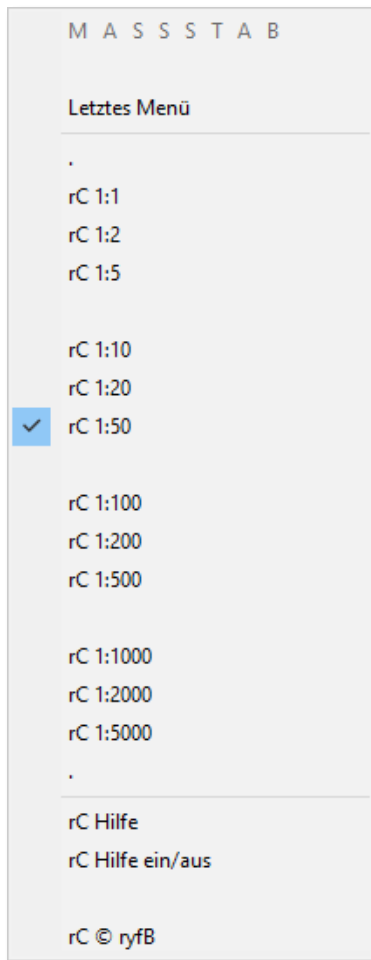 M A S S S T A B
Letztes Menü
.
rC 1:1
rC 1:2
rC 1:5
rC 1:10
rC 1:20
rC 1:50
rC 1:100
rC 1:200
rC 1:500
rC 1:1000
rC 1:2000
rC 1:5000
.
rC Hilfe
rC Hilfe ein/aus
rC © ryfB